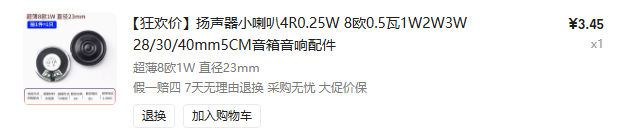 超薄8欧1W 直径23mm
【狂欢价】扬声器小喇叭4R0.25W 8欧0.5瓦1W2W3W
28/30/40mm5CM音箱音响配件
¥3.45
x1
超薄8欧1W 直径23mm
假一赔四 7天无理由退换 采购无忧 大促价保
退换
加入购物车